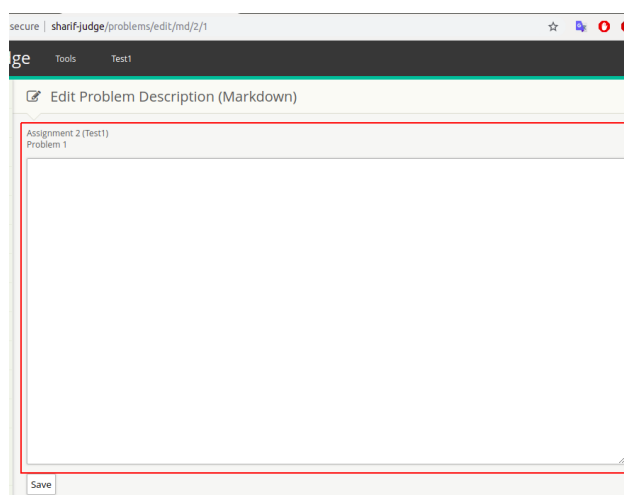 secure | sharif-judge/problems/edit/md/2/1
lge Tools Test1
Edit Problem Description (Markdown)
Assignment 2 (Test1)
Problem 1
Save